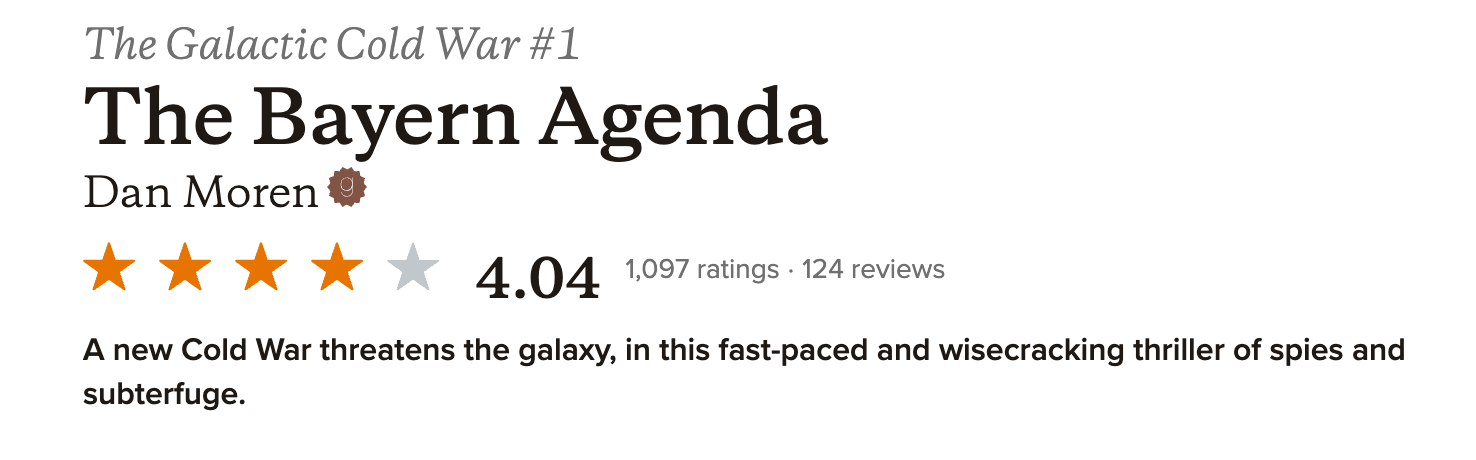 The Galactic Cold War #1
The Bayern Agenda
Dan Moren g
4.04 1,097 ratings · 124 reviews
A new Cold War threatens the galaxy, in this fast-paced and wisecracking thriller of spies and
subterfuge.